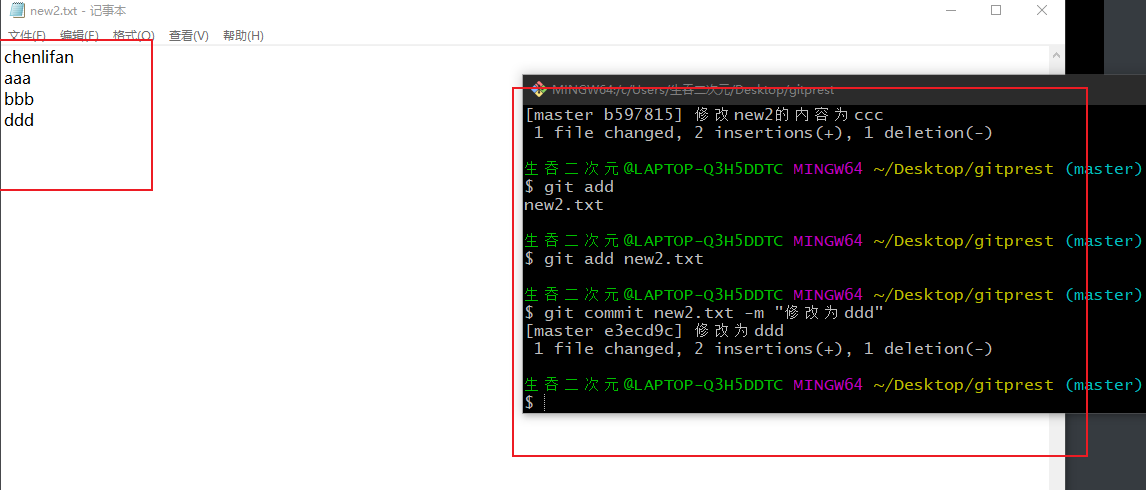 new2.txt - 记事本
文件(F) 编辑(E) 格式(O) 查看(V) 帮助(H)
chenlifan
aaa
bbb
ddd
MINGW64:/c/Users/生吞二次元/Desktop/gitprest
[master b597815] 修改new2的内容为ccc
1 file changed, 2 insertions(+), 1 deletion(-)
生吞二次元@LAPTOP-Q3H5DDTC MINGW64 ~/Desktop/gitprest (master)
$ git add
new2.txt
生吞二次元@LAPTOP-Q3H5DDTC MINGW64 ~/Desktop/gitprest (master)
$ git add new2.txt
生吞二次元@LAPTOP-Q3H5DDTC MINGW64 ~/Desktop/gitprest (master)
$ git commit new2.txt -m "修改为ddd"
[master e3ecd9c] 修改为ddd
1 file changed, 2 insertions(+), 1 deletion(-)
生吞二次元@LAPTOP-Q3H5DDTC MINGW64 ~/Desktop/gitprest (master)
$